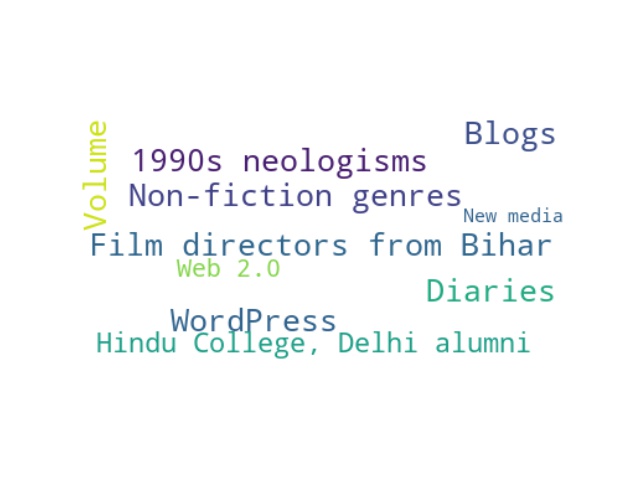 Volume
Blogs
1990s neologisms
Non-fiction genres
New media
Film directors from Bihar
Web 2.0
Diaries
WordPress
Hindu College, Delhi alumni